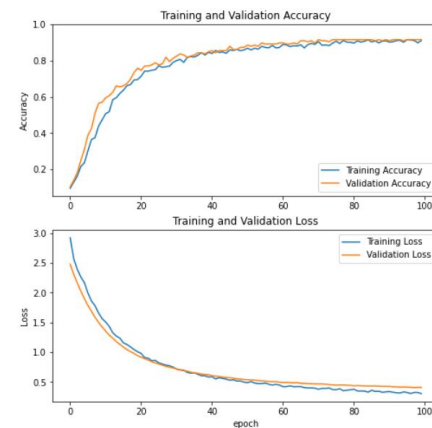 Training and Validation Accuracy
1.0
0.8
0.6
0.4
0.2
Accuracy
Training Accuracy
Validation Accuracy
0 20 40 60 80 100
Training and Validation Loss
3.0
2.5
2.0
1.5
1.0
0.5
Loss
Training Loss
Validation Loss
0 20 40 60 80 100
epoch